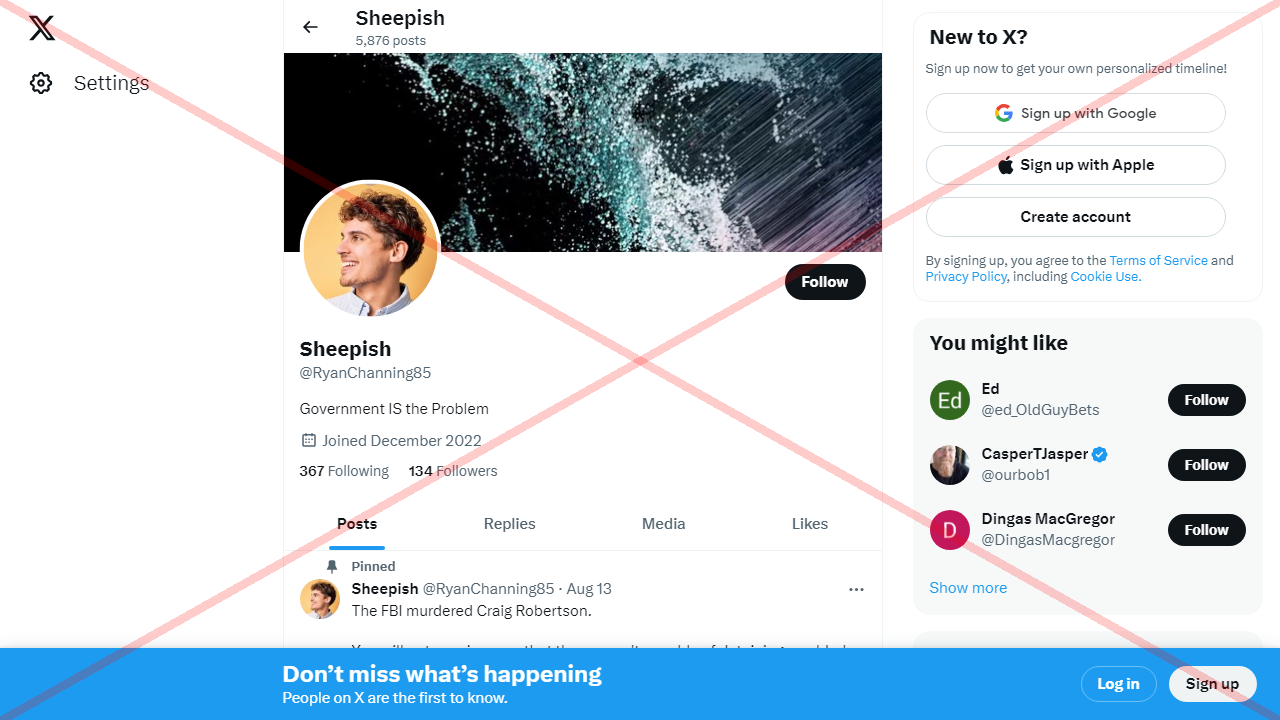 Settings
Sheepish
5,876 posts
Follow
Sheepish
@RyanChanning85
Government IS the Problem
Joined December 2022
367 Following 134 Followers
Posts Replies Media Likes
Pinned
Sheepish @RyanChanning85 · Aug 13
The FBI murdered Craig Robertson.
New to X?
Sign up now to get your own personalized timeline!
Sign up with Google
Sign up with Apple
Create account
By signing up, you agree to the Terms of Service and
Privacy Policy, including Cookie Use.
You might like
Ed
@ed_OldGuyBets
Follow
CasperTJasper
@ourbob1
Follow
Dingas MacGregor
@DingasMacgregor
Follow
Show more
Don’t miss what’s happening
People on X are the first to know.
Log in
Sign up